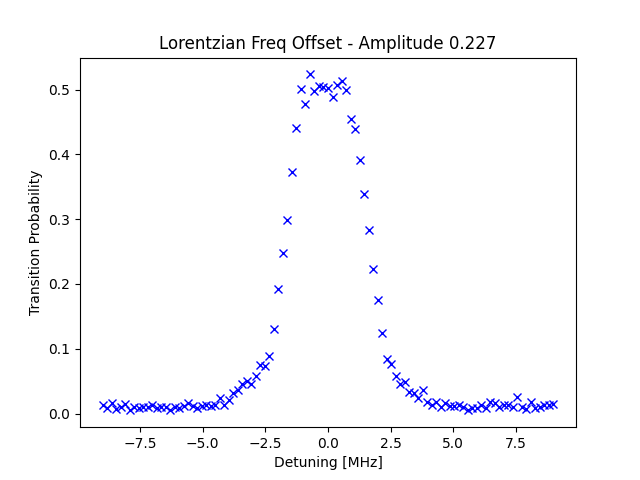 Lorentzian Freq Offset - Amplitude 0.227
Transition Probability
0.5
0.4
0.3
0.2
0.1
0.0
−7.5 −5.0 −2.5 0.0 2.5 5.0 7.5
Detuning [MHz]